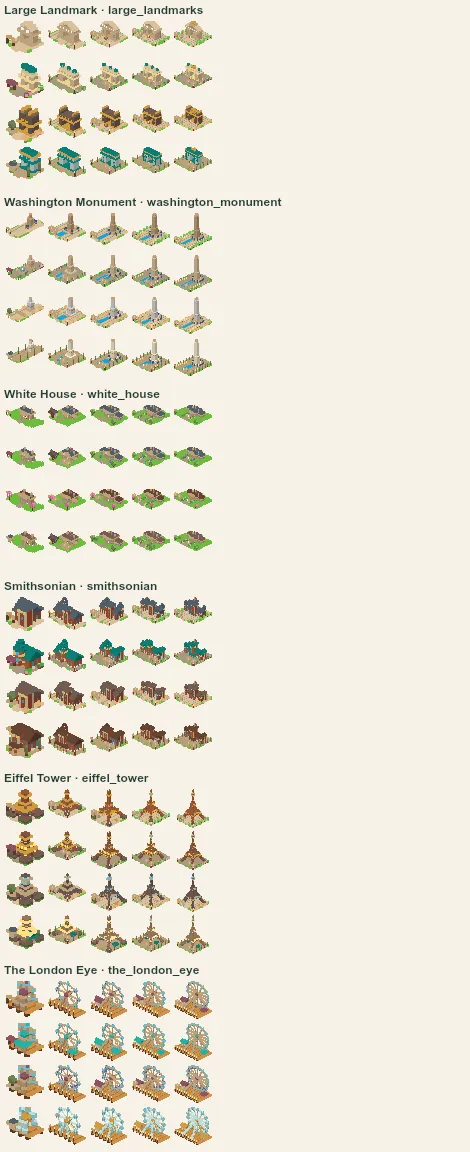 Large Landmark · large_landmarks
Washington Monument · washington_monument
White House · white_house
Smithsonian · smithsonian
Eiffel Tower · eiffel_tower
The London Eye · the_london_eye